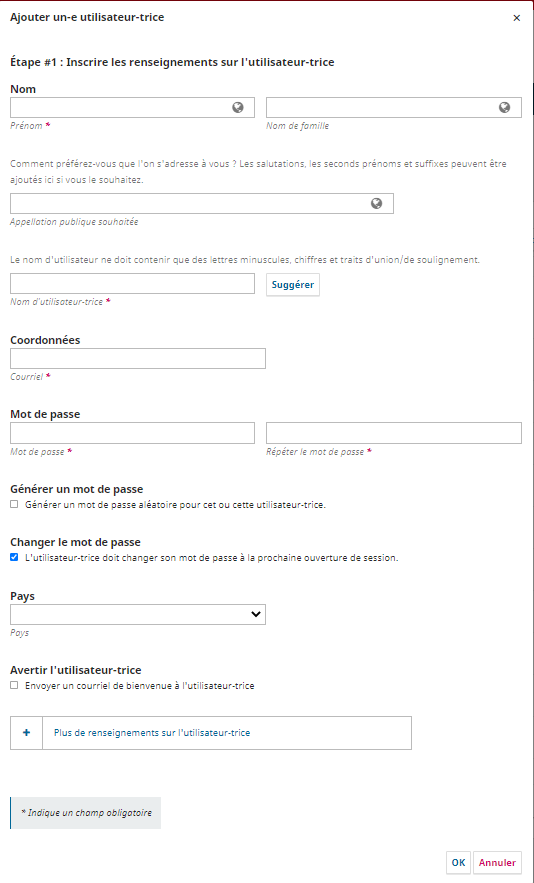 Ajouter un-e utilisateur-trice ×
Étape #1 : Inscrire les renseignements sur l'utilisateur-trice
Nom
Prénom * Nom de famille
Comment préférez-vous que l'on s'adresse à vous ? Les salutations, les seconds prénoms et suffixes peuvent être
ajoutés ici si vous le souhaitez.
Appellation publique souhaitée
Le nom d'utilisateur ne doit contenir que des lettres minuscules, chiffres et traits d'union/de soulignement.
Suggérer
Nom d'utilisateur-trice *
Coordonnées
Courriel *
Mot de passe
Mot de passe * Répéter le mot de passe *
Générer un mot de passe
Générer un mot de passe aléatoire pour cet ou cette utilisateur-trice.
Changer le mot de passe
L'utilisateur-trice doit changer son mot de passe à la prochaine ouverture de session.
Pays
Pays
Avertir l'utilisateur-trice
Envoyer un courriel de bienvenue à l'utilisateur-trice
+ Plus de renseignements sur l'utilisateur-trice
* Indique un champ obligatoire
OK Annuler